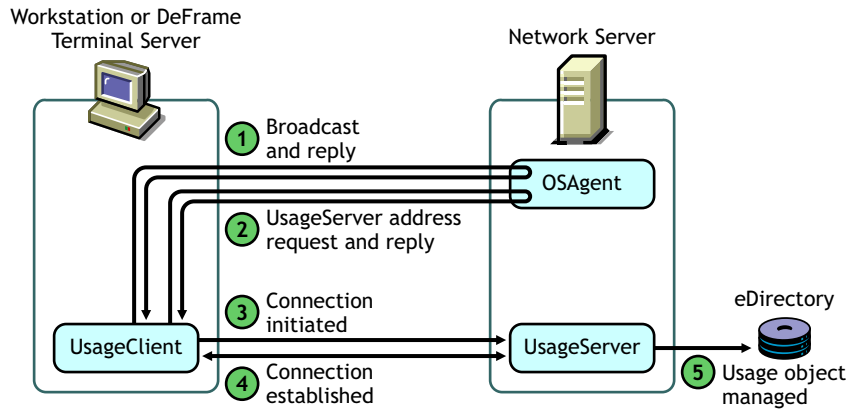 Workstation or DeFrame
Terminal Server
Network Server
1 Broadcast
and reply
OSAgent
2 UsageServer address
request and reply
3 Connection
initiated
UsageClient
UsageServer
eDirectory
4 Connection
established
5 Usage object
managed